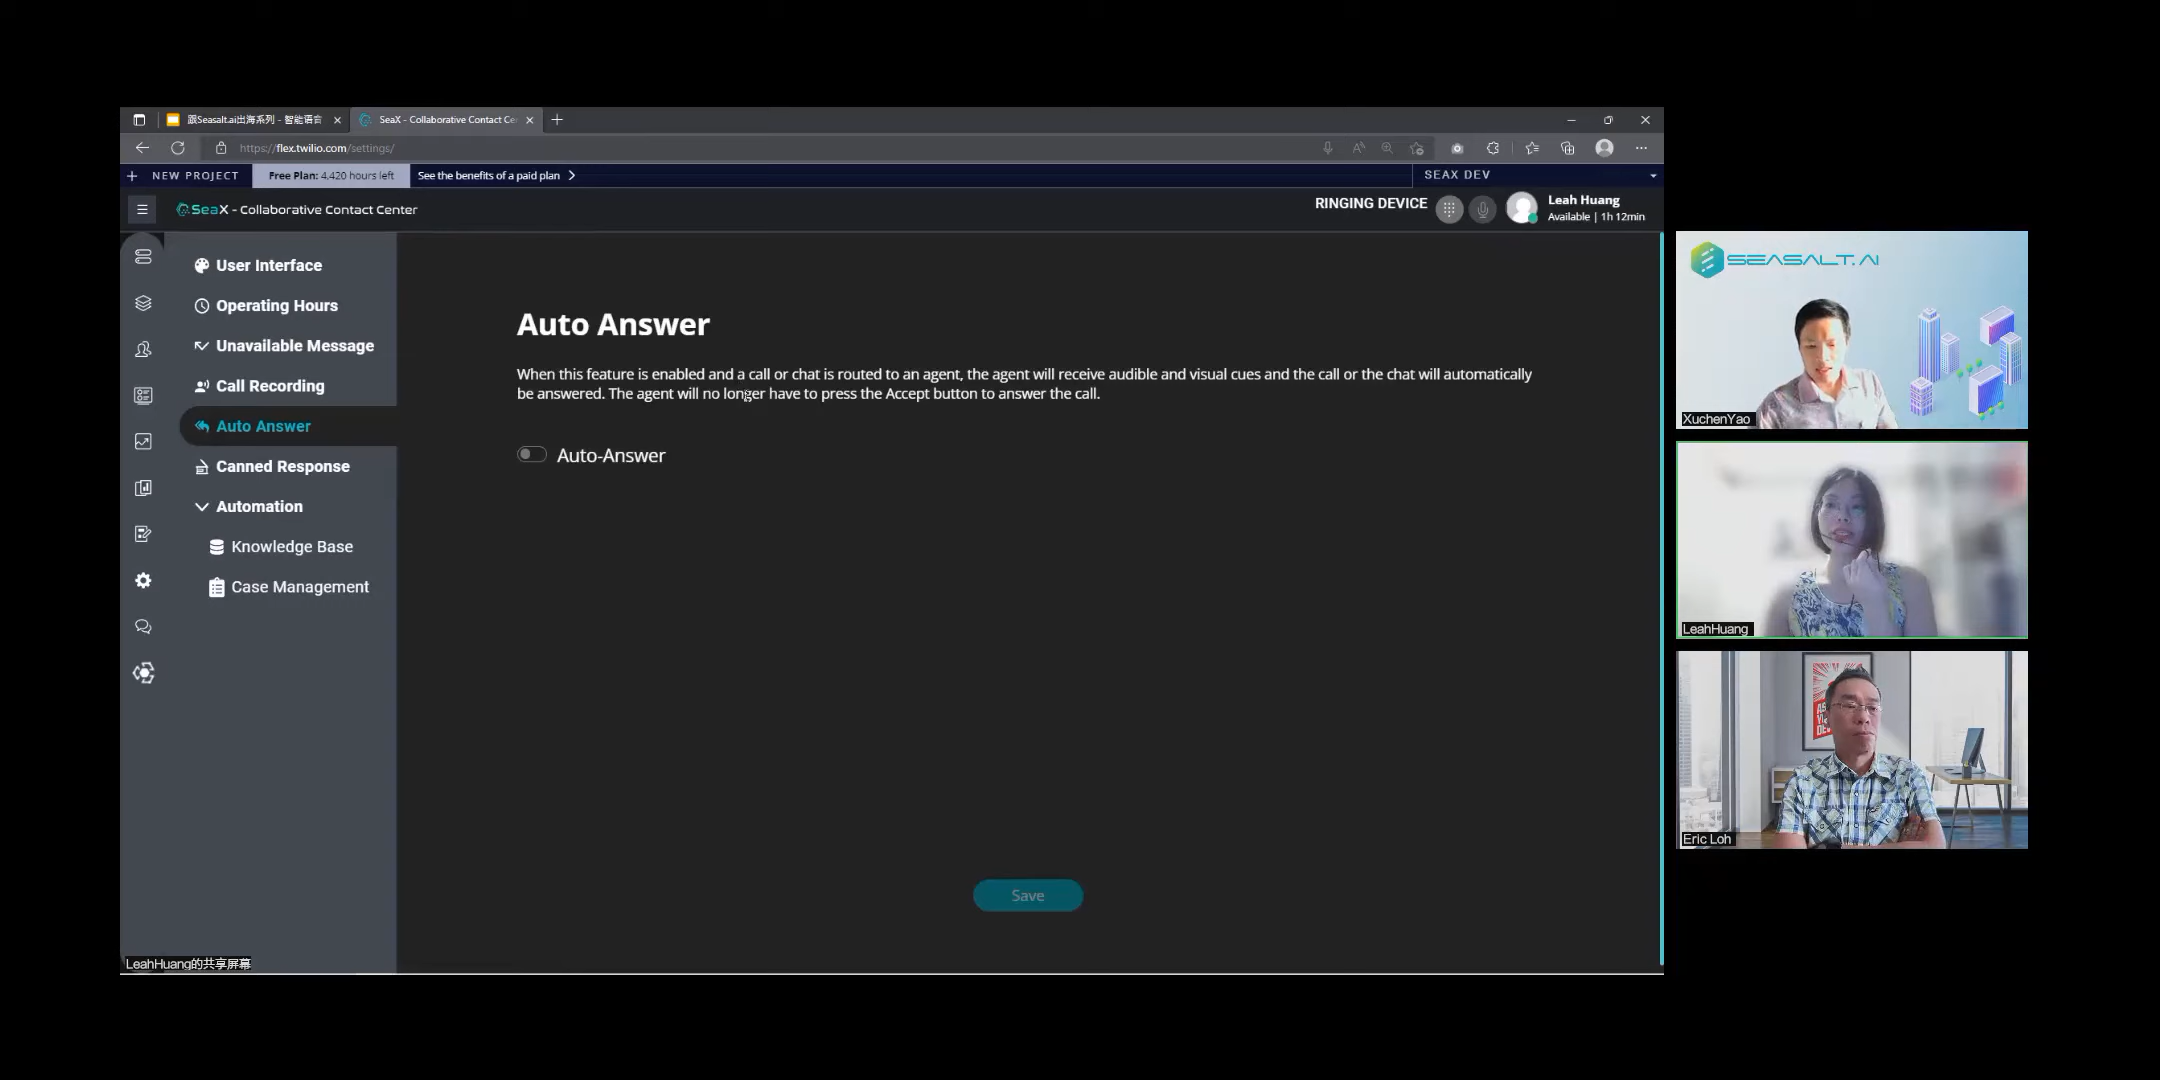 跟Seasalt.ai出海系列 - 智能语音
SeaX - Collaborative Contact Ce
https://flex.twilio.com/settings/
NEW PROJECT
Free Plan: 4,420 hours left
See the benefits of a paid plan
SEAX DEV
SeaX - Collaborative Contact Center
RINGING DEVICE
Leah Huang
Available | 1h 12min
User Interface
Operating Hours
Unavailable Message
Call Recording
Auto Answer
Canned Response
Automation
Knowledge Base
Case Management
Auto Answer
When this feature is enabled and a call or chat is routed to an agent, the agent will receive audible and visual cues and the call or the chat will automatically
be answered. The agent will no longer have to press the Accept button to answer the call.
Auto-Answer
Save
LeahHuang的共享屏幕
SEASALT.AI
XuchenYao
LeahHuang
Eric Loh